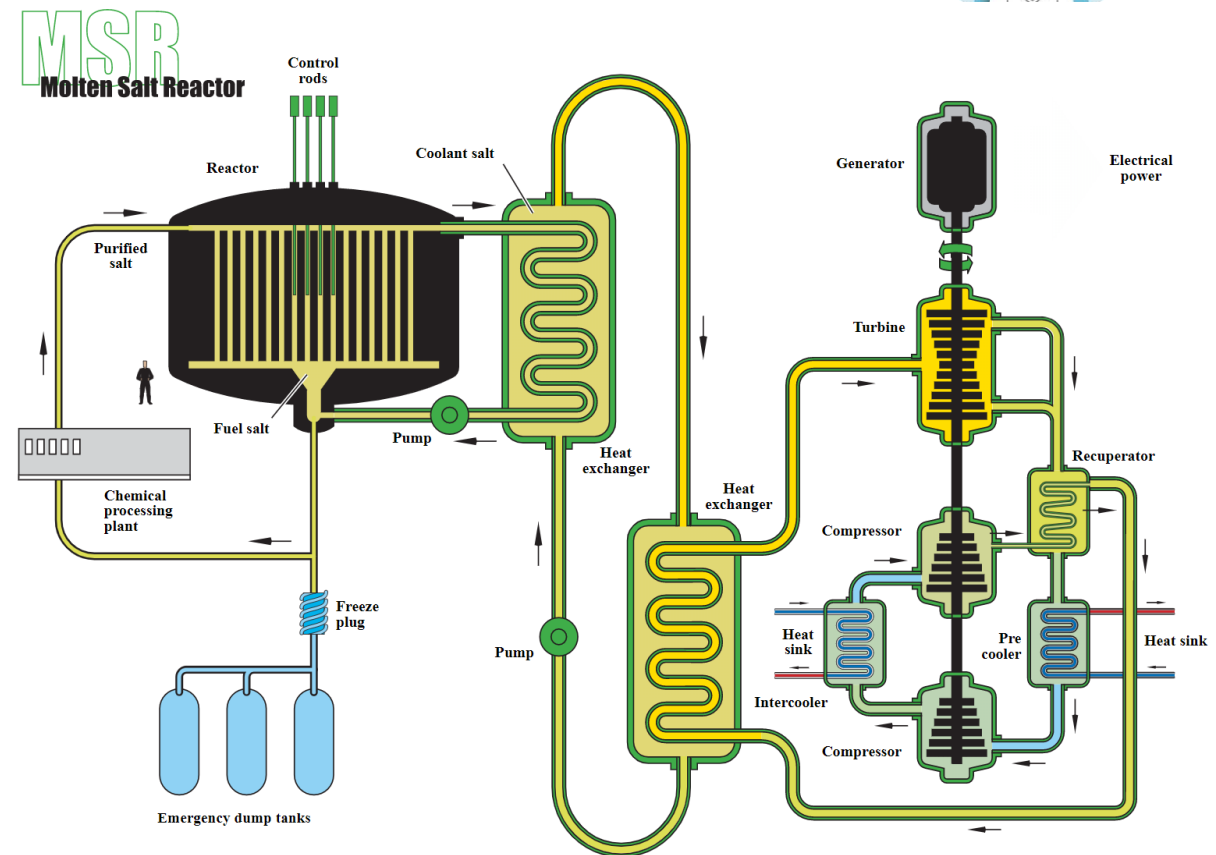 MSR
Molten Salt Reactor
Control
rods
Reactor
Coolant salt
Generator
Electrical
power
Purified
salt
Turbine
Fuel salt
Pump
Heat
exchanger
Recuperator
Heat
exchanger
Chemical
processing
plant
Compressor
Freeze
plug
Pump
Heat
sink
Pre
cooler
Heat sink
Intercooler
Compressor
Emergency dump tanks